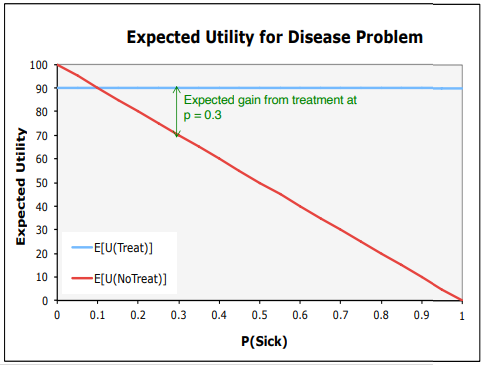 Expected Utility for Disease Problem
100
90
80
70
60
50
40
30
20
10
0
Expected Utility
Expected gain from treatment at
p = 0.3
E[U(Treat)]
E[U(NoTreat)]
0 0.1 0.2 0.3 0.4 0.5 0.6 0.7 0.8 0.9 1
P(Sick)